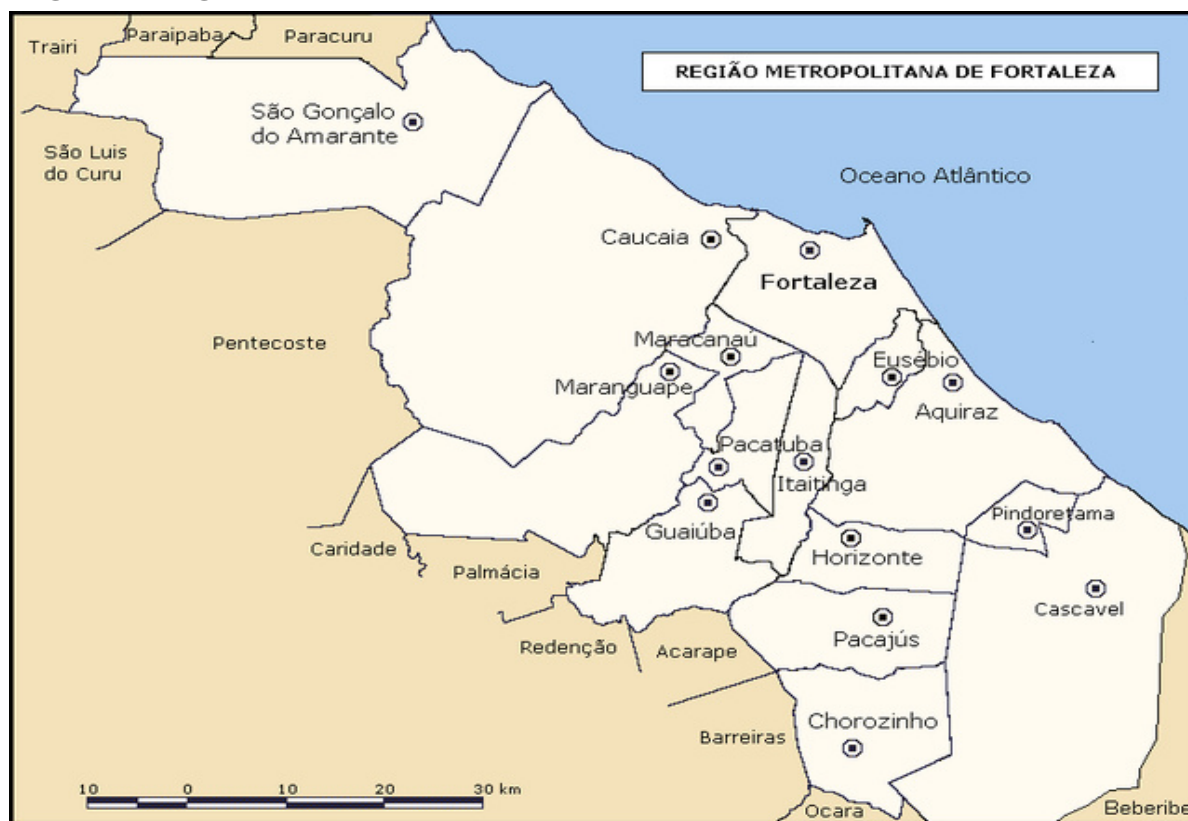 Trairi
Paraipaba
Paracuru
REGIÃO METROPOLITANA DE FORTALEZA
São Gonçalo
do Amarante
São Luis
do Curu
Oceano Atlântico
Caucaia
Fortaleza
Pentecoste
Maracanaú
Maranguape
Eusébio
Aquiraz
Pacatuba
Itaitinga
Guaiúba
Pindoretama
Horizonte
Caridade
Palmácia
Cascavel
Pacajús
Redenção
Acarape
Chorozinho
Barreiras
10 0 10 20 30 km
Ocara
Beberibe